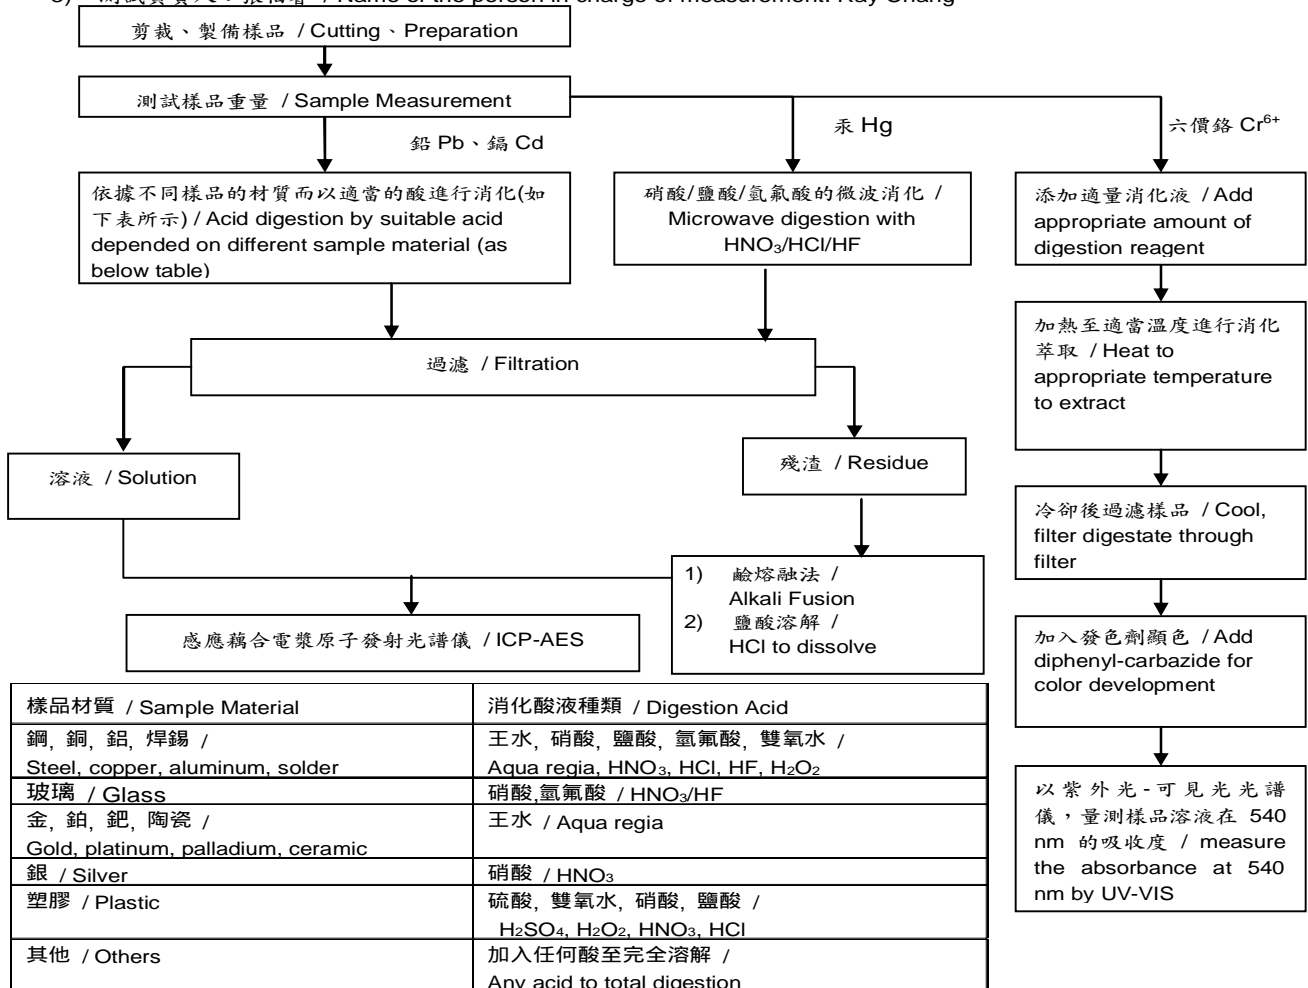 Name of the person in charge of measurement: Ray Chang
剪裁、製備樣品 / Cutting、Preparation
測試樣品重量 / Sample Measurement
鉛 Pb、鎘 Cd
汞 Hg
六價鉻 Cr⁶⁺
依據不同樣品的材質而以適當的酸進行消化(如
下表所示) / Acid digestion by suitable acid
depended on different sample material (as
below table)
硝酸/鹽酸/氫氟酸的微波消化 /
Microwave digestion with
HNO₃/HCl/HF
添加適量消化液 / Add
appropriate amount of
digestion reagent
過濾 / Filtration
加熱至適當溫度進行消化
萃取 / Heat to
appropriate temperature
to extract
溶液 / Solution
殘渣 / Residue
冷卻後過濾樣品 / Cool,
filter digestate through
filter
1) 鹼熔融法 /
Alkali Fusion
2) 鹽酸溶解 /
HCl to dissolve
感應藕合電漿原子發射光譜儀 / ICP-AES
加入發色劑顯色 / Add
diphenyl-carbazide for
color development
以紫外光-可見光光譜
儀，量測樣品溶液在 540
nm 的吸收度 / measure
the absorbance at 540
nm by UV-VIS
樣品材質 / Sample Material
消化酸液種類 / Digestion Acid
鋼, 銅, 鋁, 焊錫 /
Steel, copper, aluminum, solder
王水, 硝酸, 鹽酸, 氫氟酸, 雙氧水 /
Aqua regia, HNO₃, HCl, HF, H₂O₂
玻璃 / Glass
硝酸,氫氟酸 / HNO₃/HF
金, 鉑, 鈀, 陶瓷 /
Gold, platinum, palladium, ceramic
王水 / Aqua regia
銀 / Silver
硝酸 / HNO₃
塑膠 / Plastic
硫酸, 雙氧水, 硝酸, 鹽酸 /
H₂SO₄, H₂O₂, HNO₃, HCl
其他 / Others
加入任何酸至完全溶解 /
Any acid to total digestion